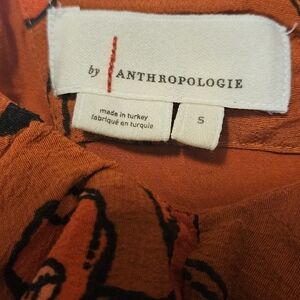 by ANTHROPOLOGIE
made in turkey
fabriqué en turquie
S